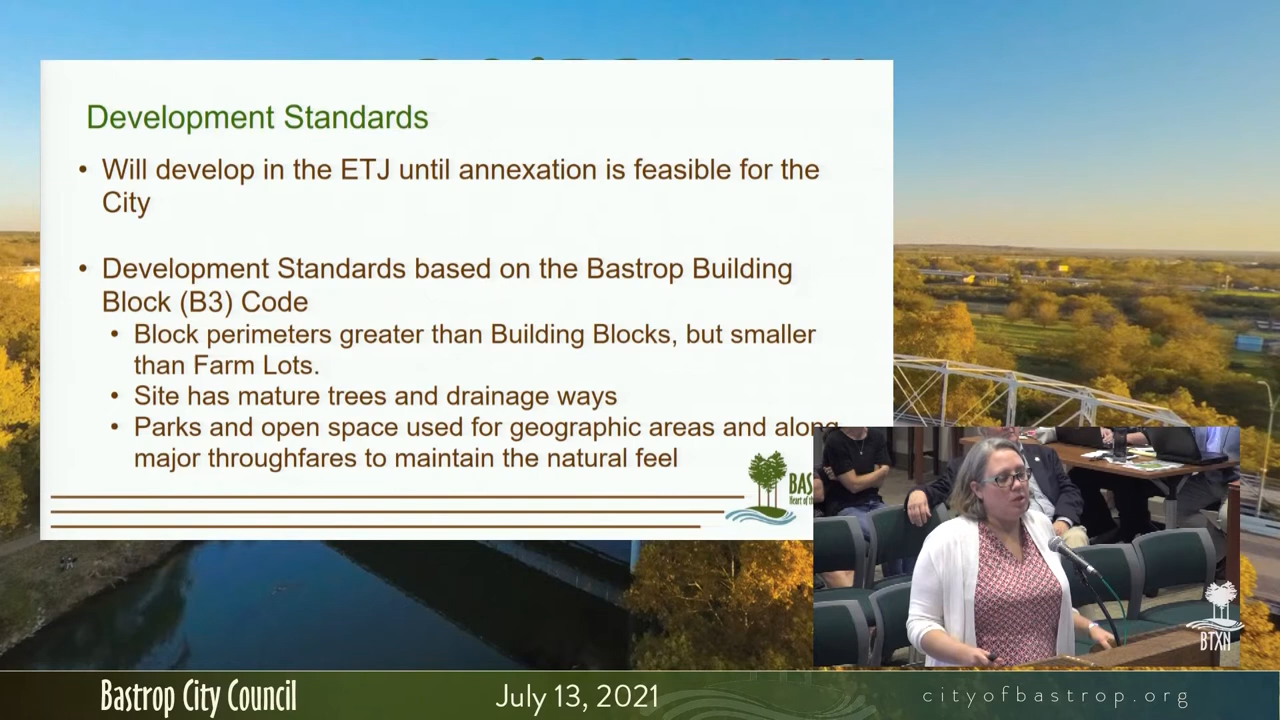 Development Standards
• Will develop in the ETJ until annexation is feasible for the
City
• Development Standards based on the Bastrop Building
Block (B3) Code
• Block perimeters greater than Building Blocks, but smaller
than Farm Lots.
• Site has mature trees and drainage ways
• Parks and open space used for geographic areas and along
major throughfares to maintain the natural feel
BAS
Heart of
BTXN
Bastrop City Council
July 13, 2021
cityofbastrop.org